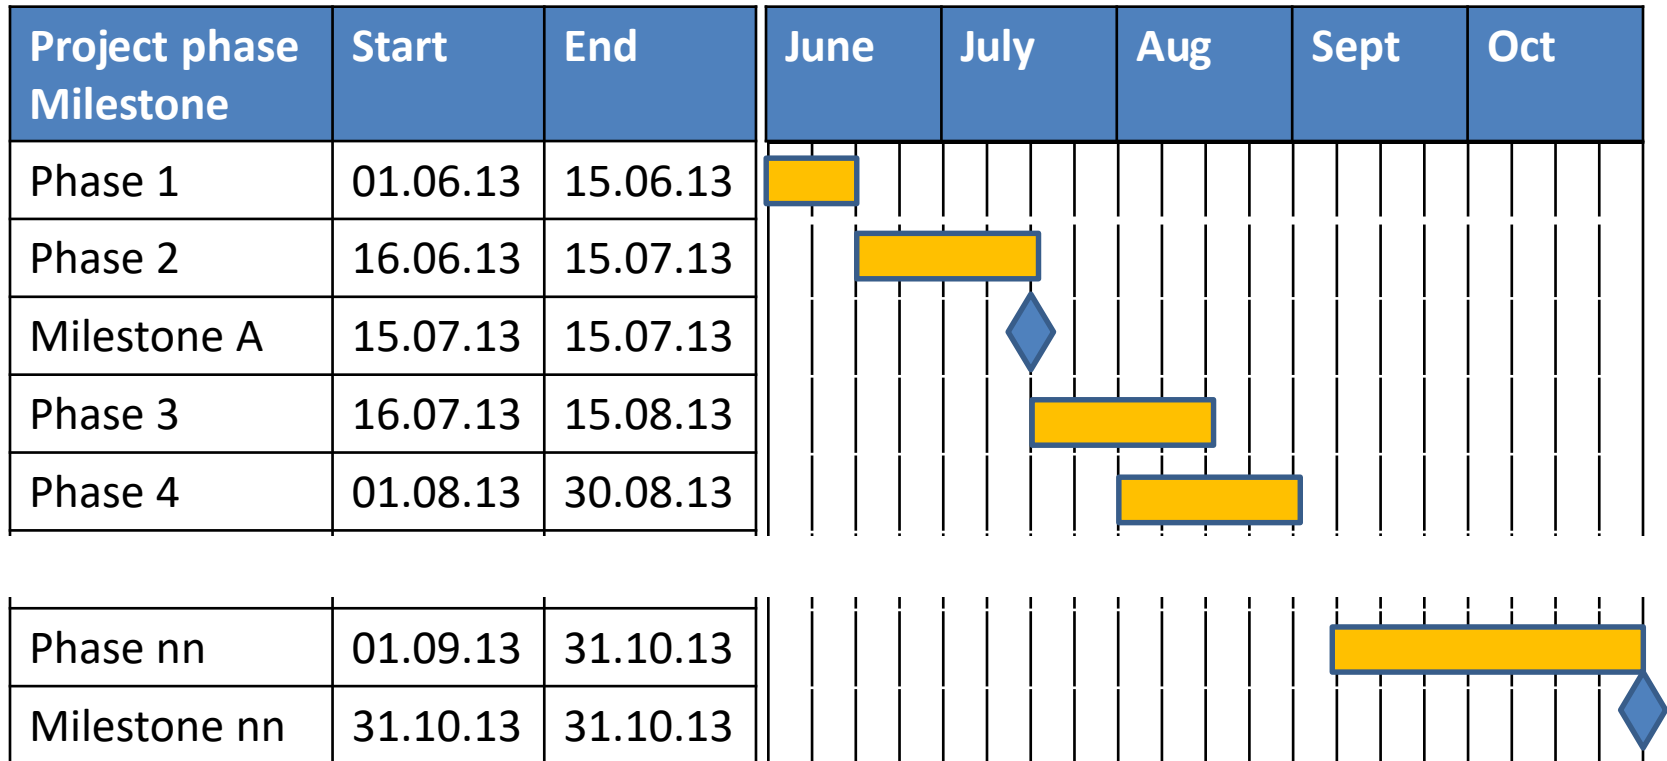 Project phase Start End June July Aug Sept Oct
Milestone
Phase 1 01.06.13 15.06.13
Phase 2 16.06.13 15.07.13
Milestone A 15.07.13 15.07.13
Phase 3 16.07.13 15.08.13
Phase 4 01.08.13 30.08.13
Phase nn 01.09.13 31.10.13
Milestone nn 31.10.13 31.10.13